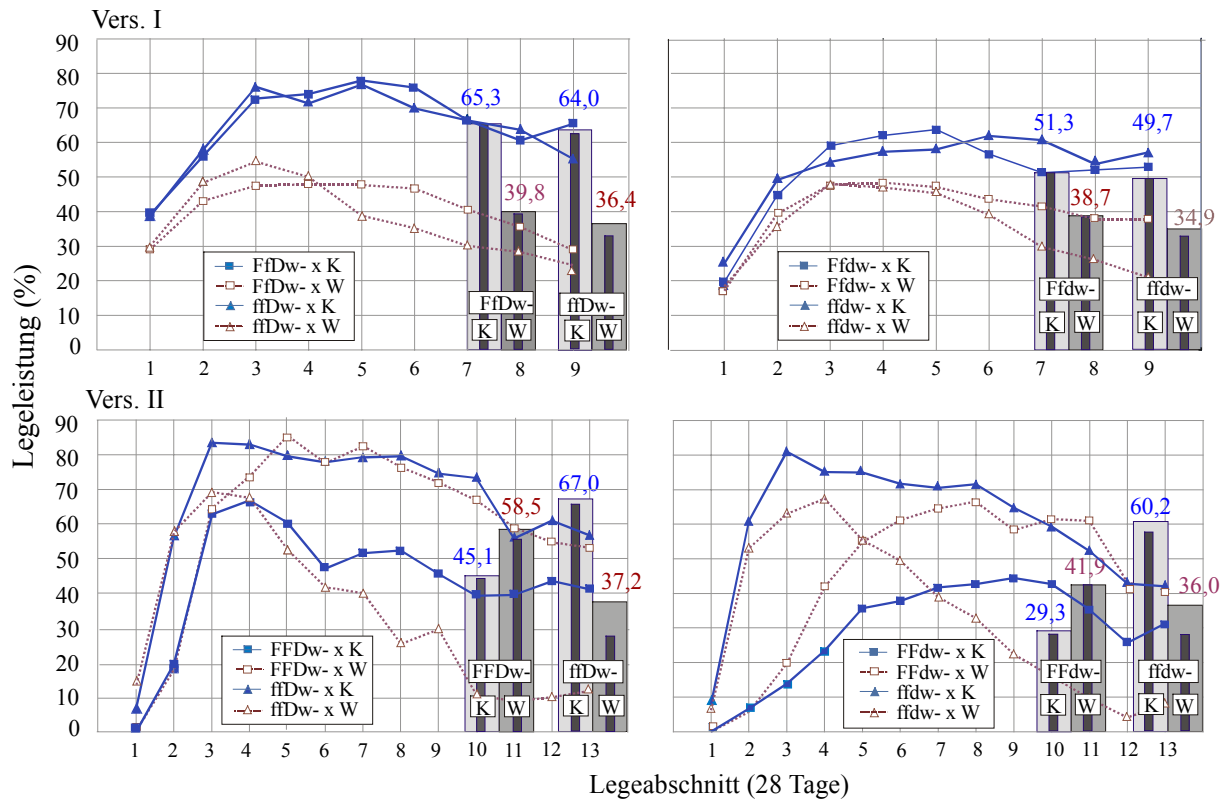 Vers. I
90
80
70
60
50
40
30
20
10
0
65,3
64,0
39,8
36,4
FfDw- x K
FfDw- x W
ffDw- x K
ffDw- x W
FfDw-
ffDw-
K
W
K
W
1 2 3 4 5 6 7 8 9
51,3
49,7
38,7
34.9
Ffdw- x K
Ffdw- x W
ffdw- x K
ffdw- x W
Ffdw-
ffdw-
K
W
K
W
1 2 3 4 5 6 7 8 9
Legeleistung (%)
Vers. II
90
80
70
60
50
40
30
20
10
0
67,0
58,5
45,1
37,2
FFDw- x K
FFDw- x W
ffDw- x K
ffDw- x W
FFDw-
ffDw-
K
W
K
W
1 2 3 4 5 6 7 8 9 10 11 12 13
60,2
41,9
36,0
29,3
FFdw- x K
FFdw- x W
ffdw- x K
ffdw- x W
FFdw-
ffdw-
K
W
K
W
1 2 3 4 5 6 7 8 9 10 11 12 13
Legeabschnitt (28 Tage)